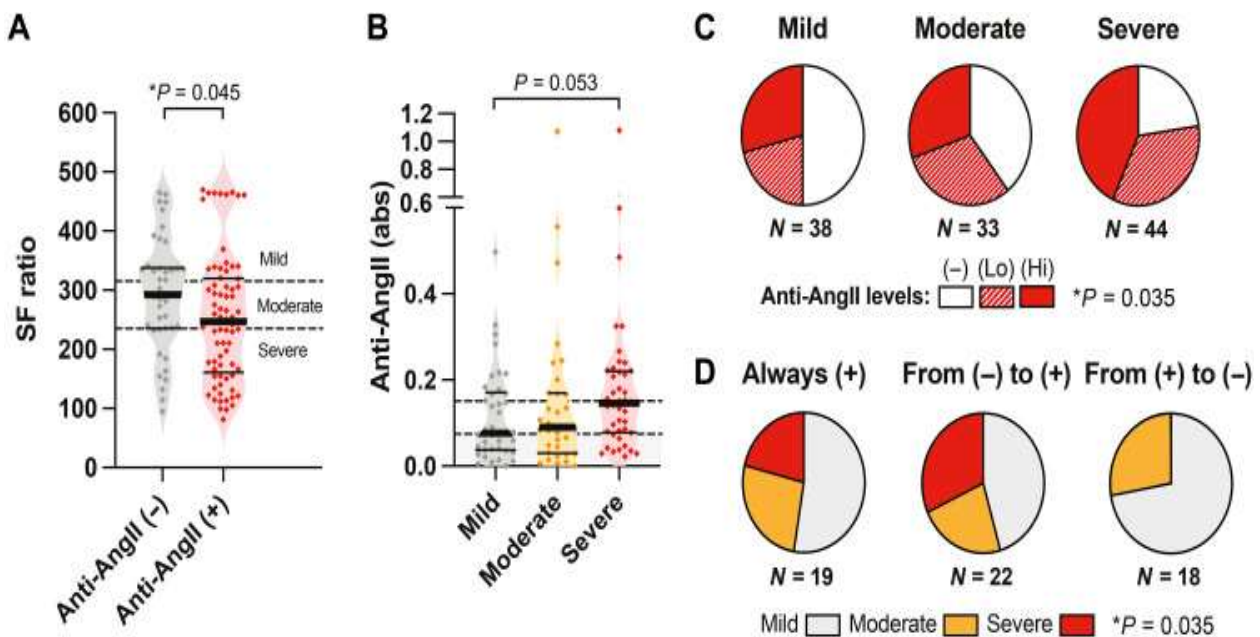 A
*P = 0.045
SF ratio
600
500
400
300
200
100
0
Mild
Moderate
Severe
Anti-AngII (-)
Anti-AngII (+)
B
P = 0.053
Anti-AngII (abs)
1.2
1.0
0.8
0.6
0.4
0.2
0.0
Mild
Moderate
Severe
C
Mild Moderate Severe
N = 38 N = 33 N = 44
(–) (Lo) (Hi)
Anti-AngII levels: *P = 0.035
D
Always (+) From (–) to (+) From (+) to (–)
N = 19 N = 22 N = 18
Mild Moderate Severe *P = 0.035